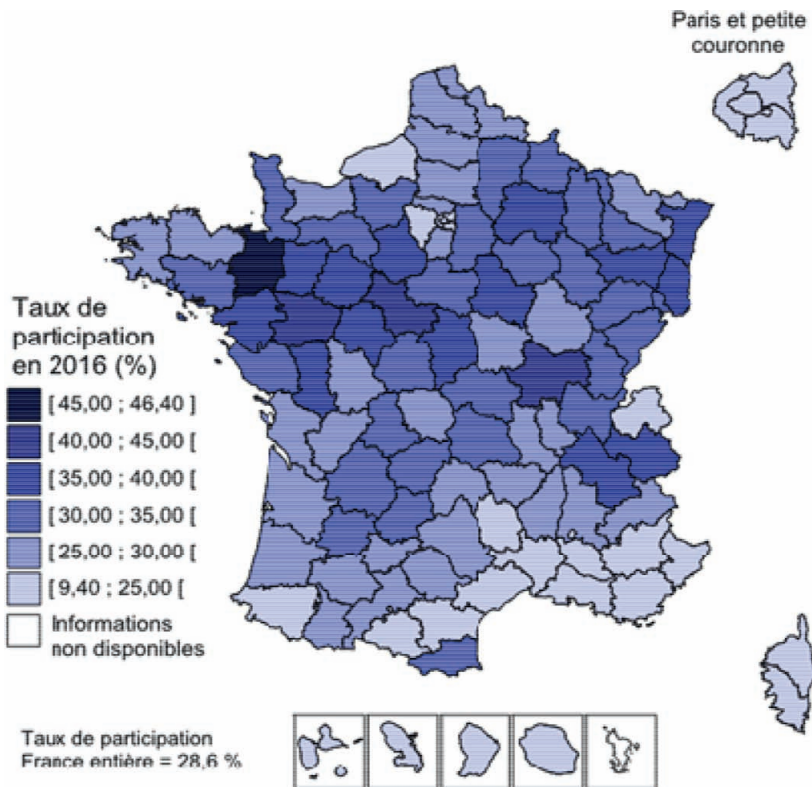 Paris et petite
couronne
Taux de
participation
en 2016 (%)
[ 45,00 ; 46,40 ]
[ 40,00 ; 45,00 [
[ 35,00 ; 40,00 [
[ 30,00 ; 35,00 [
[ 25,00 ; 30,00 [
[ 9,40 ; 25,00 [
Informations
non disponibles
Taux de participation
France entière = 28,6 %